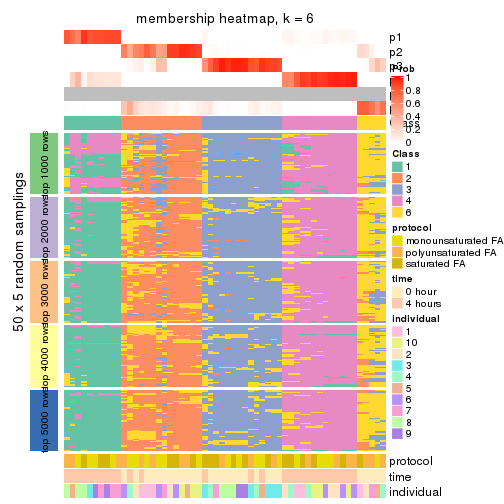 membership heatmap, k = 6
p1
p2
p3
Prob
1
0.8
0.6
0.4
0.2
0
Class
1
2
3
4
6
protocol
monounsaturated FA
polyunsaturated FA
saturated FA
time
0 hour
4 hours
individual
1
10
2
3
4
5
6
7
8
9
50 x 5 random samplings
top 1000 rows
top 2000 rows
top 3000 rows
top 4000 rows
top 5000 rows
protocol
time
individual